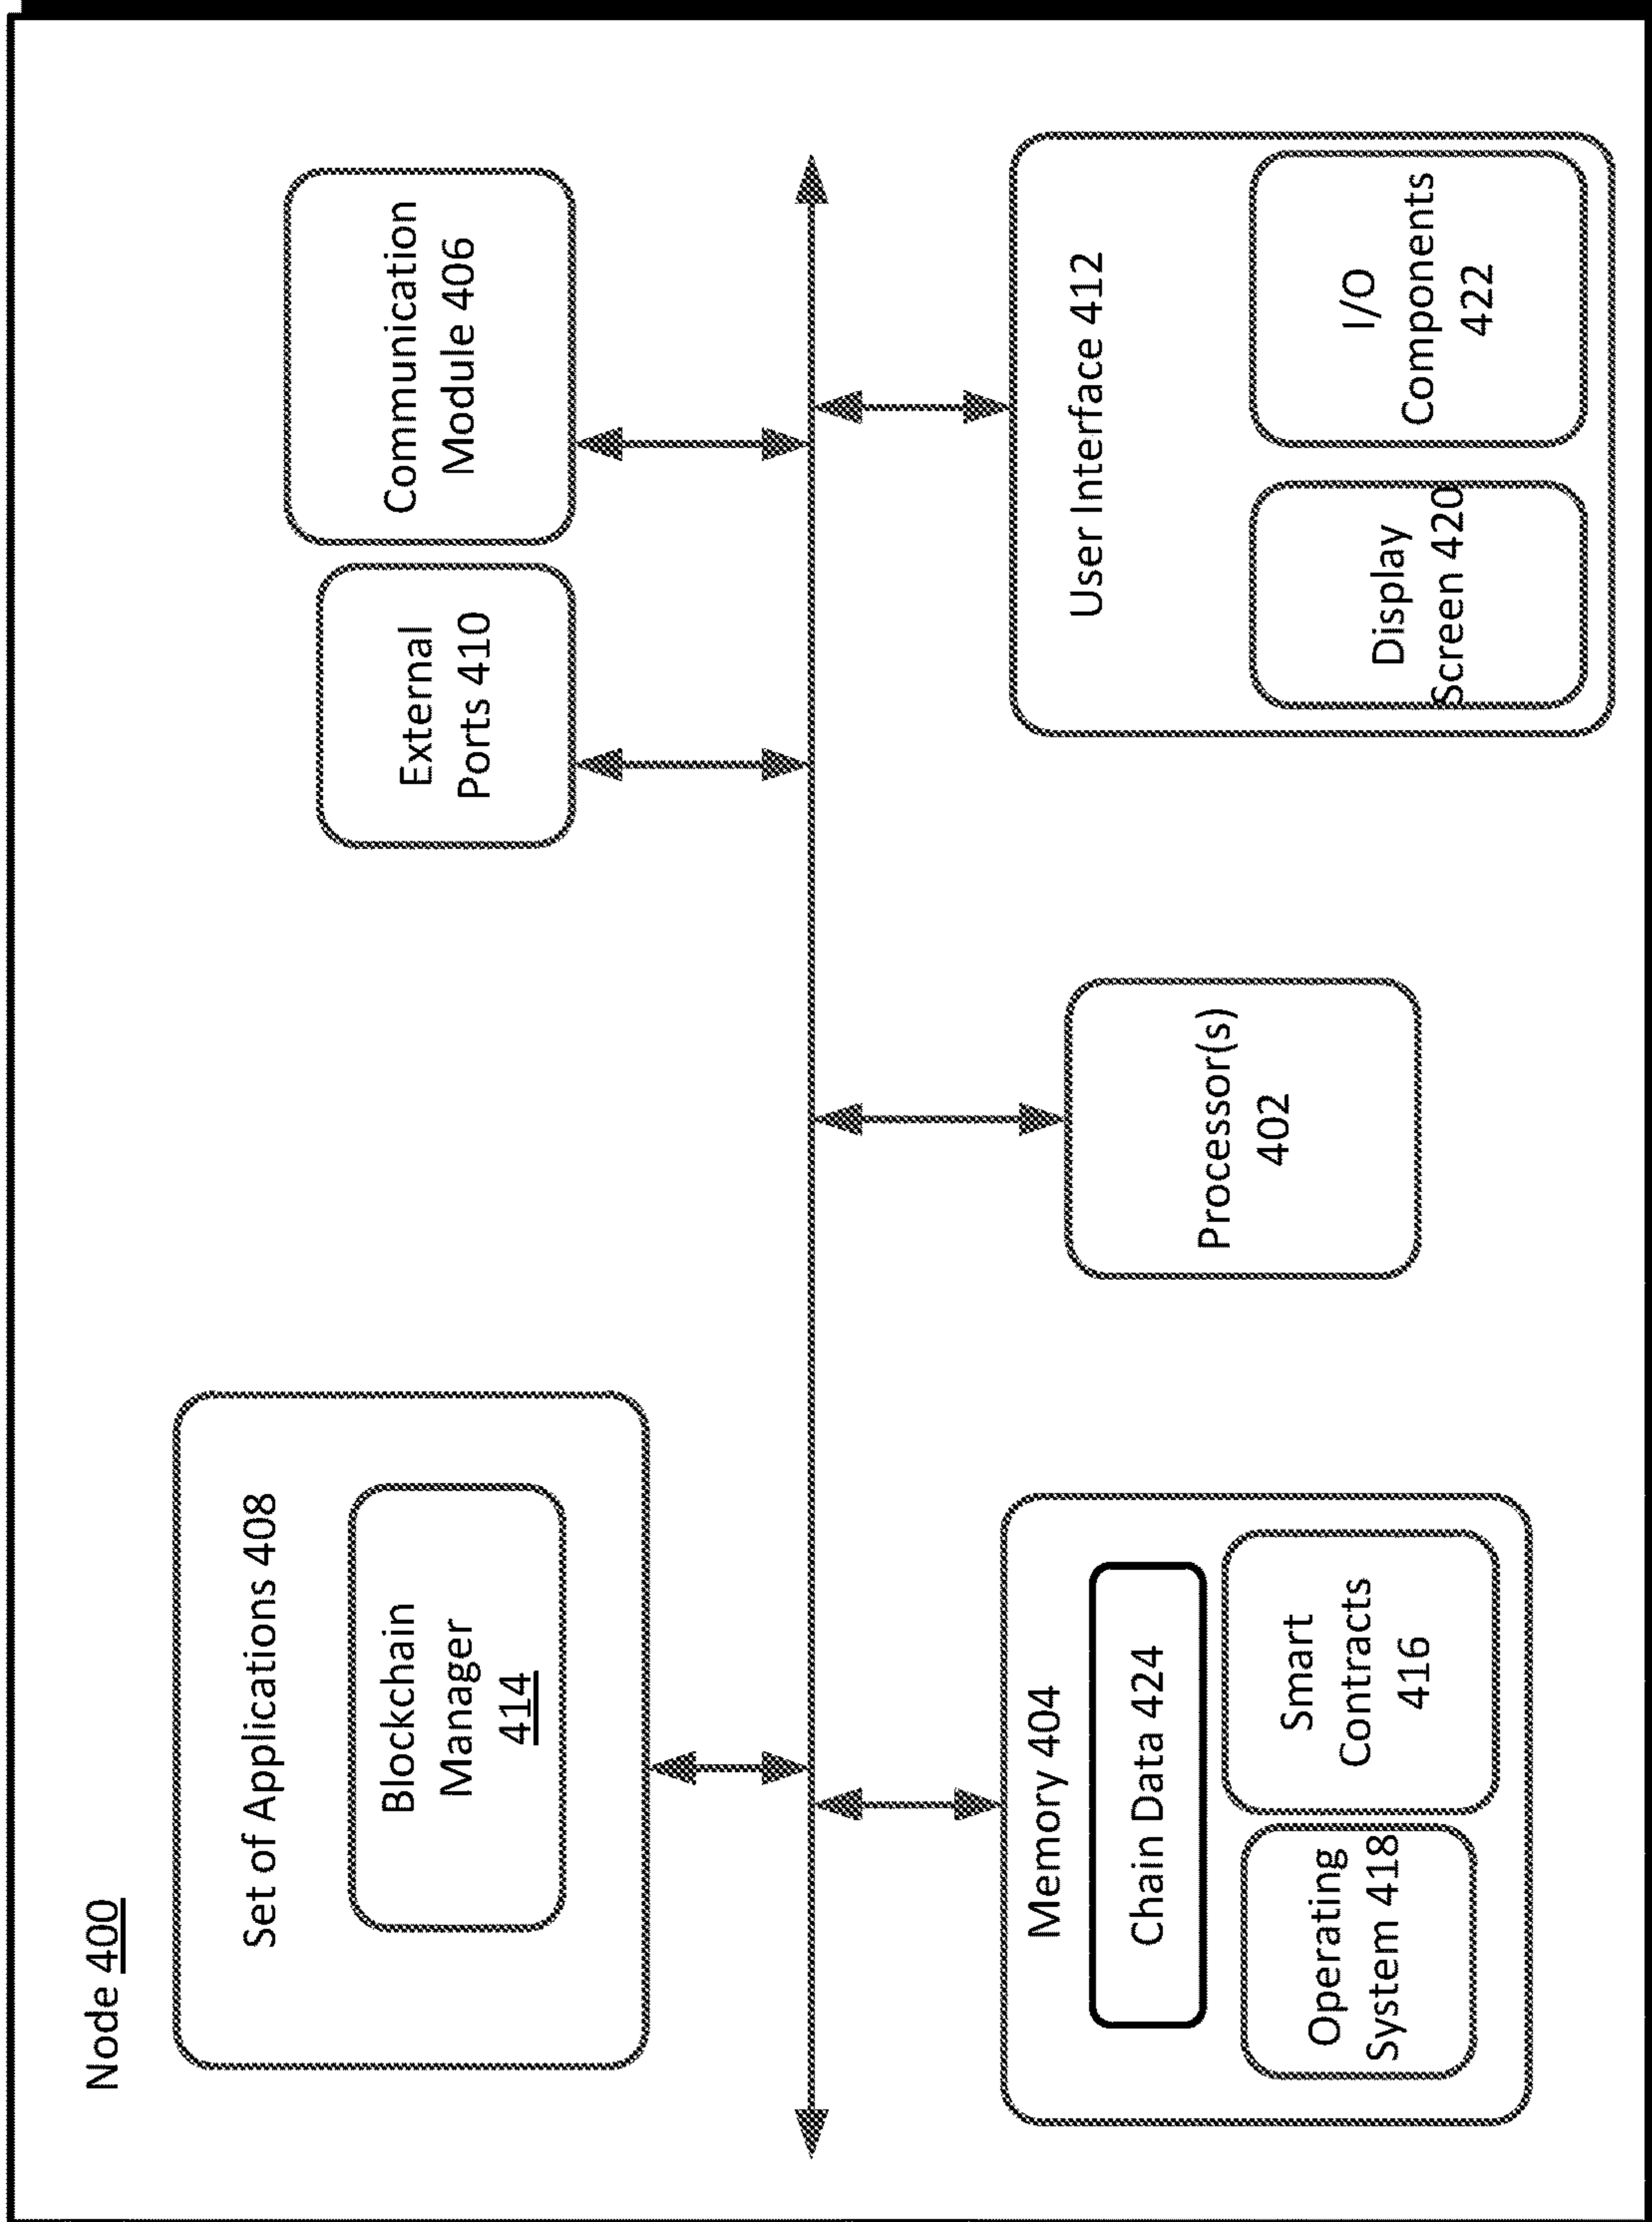 Node 400
Set of Applications 408
Blockchain
Manager
414
External
Ports 410
Communication
Module 406
Memory 404
Chain Data 424
Operating
System 418
Smart
Contracts
416
Processor(s)
402
User Interface 412
Display
Screen 420
I/O
Components
422